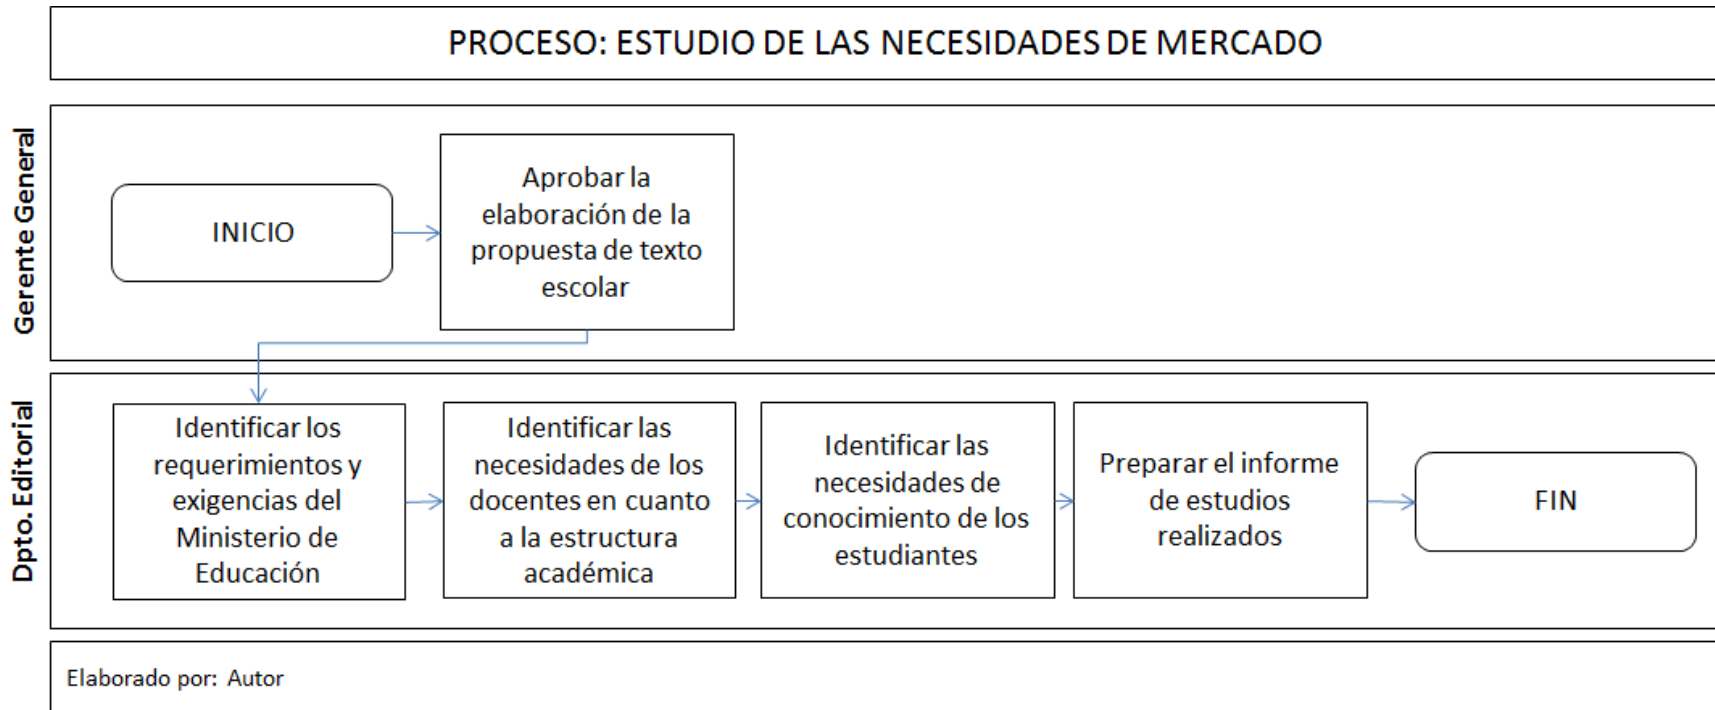 PROCESO: ESTUDIO DE LAS NECESIDADES DE MERCADO
Gerente General
INICIO
Aprobar la
elaboración de la
propuesta de texto
escolar
Dpto. Editorial
Identificar los
requerimientos y
exigencias del
Ministerio de
Educación
Identificar las
necesidades de los
docentes en cuanto
a la estructura
académica
Identificar las
necesidades de
conocimiento de los
estudiantes
Preparar el informe
de estudios
realizados
FIN
Elaborado por: Autor